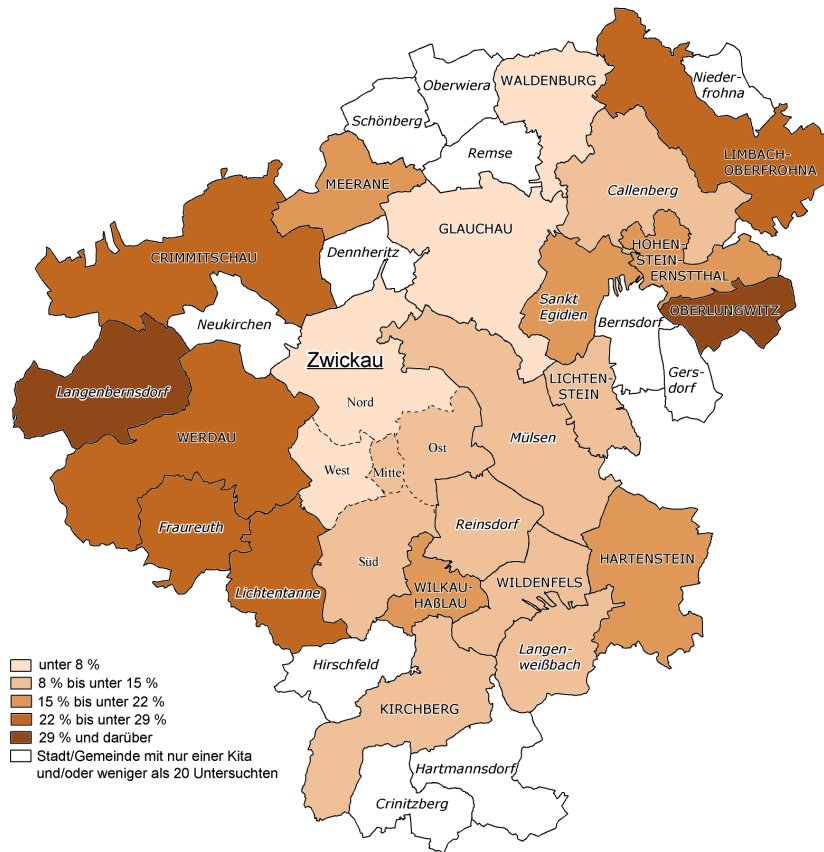 Oberwiera
WALDENBURG
Nieder-
frohna
Schönberg
Remse
LIMBACH-
OBERFROHNA
MEERANE
Callenberg
GLAUCHAU
CRIMMITSCHAU
Dennheritz
HOHEN-
STEIN-
ERNSTTHAL
Sankt
Egidien
Neukirchen
Bernsdorf
OBERLUNGWITZ
Zwickau
Langenbernsdorf
LICHTEN-
STEIN
Gers-
dorf
Nord
WERDAU
Mülsen
Ost
West
Mitte
Fraureuth
Reinsdorf
Süd
HARTENSTEIN
Lichtentanne
WILKAU-
HAßLAU
WILDENFELS
Langen-
weißbach
Hirschfeld
KIRCHBERG
Hartmannsdorf
Crinitzberg
unter 8 %
8 % bis unter 15 %
15 % bis unter 22 %
22 % bis unter 29 %
29 % und darüber
Stadt/Gemeinde mit nur einer Kita
und/oder weniger als 20 Untersuchten